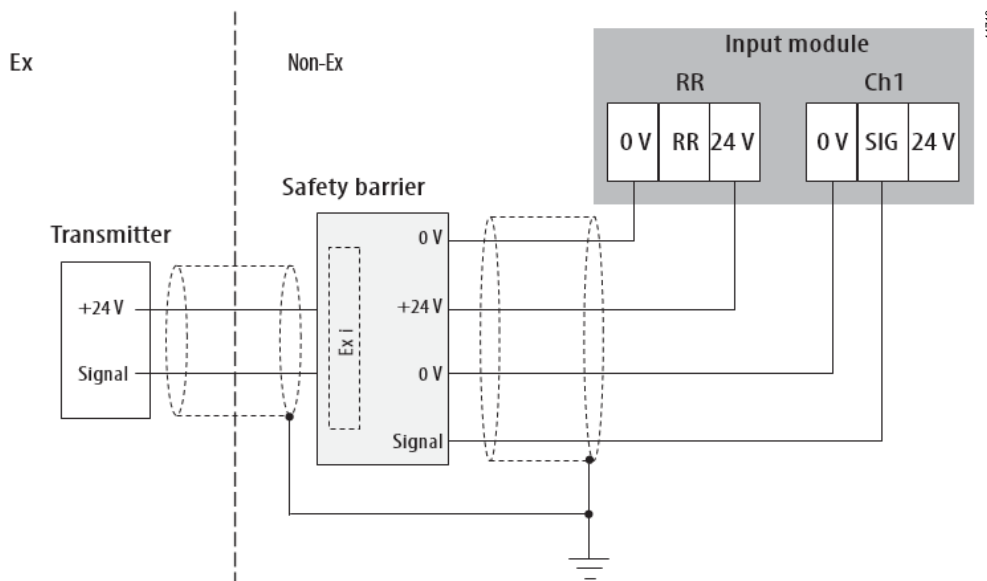 Ex
Non-Ex
Input module
RR
Ch1
0 V
RR
24 V
0 V
SIG
24 V
Safety barrier
Transmitter
+24 V
Signal
Ex i
0 V
+24 V
0 V
Signal